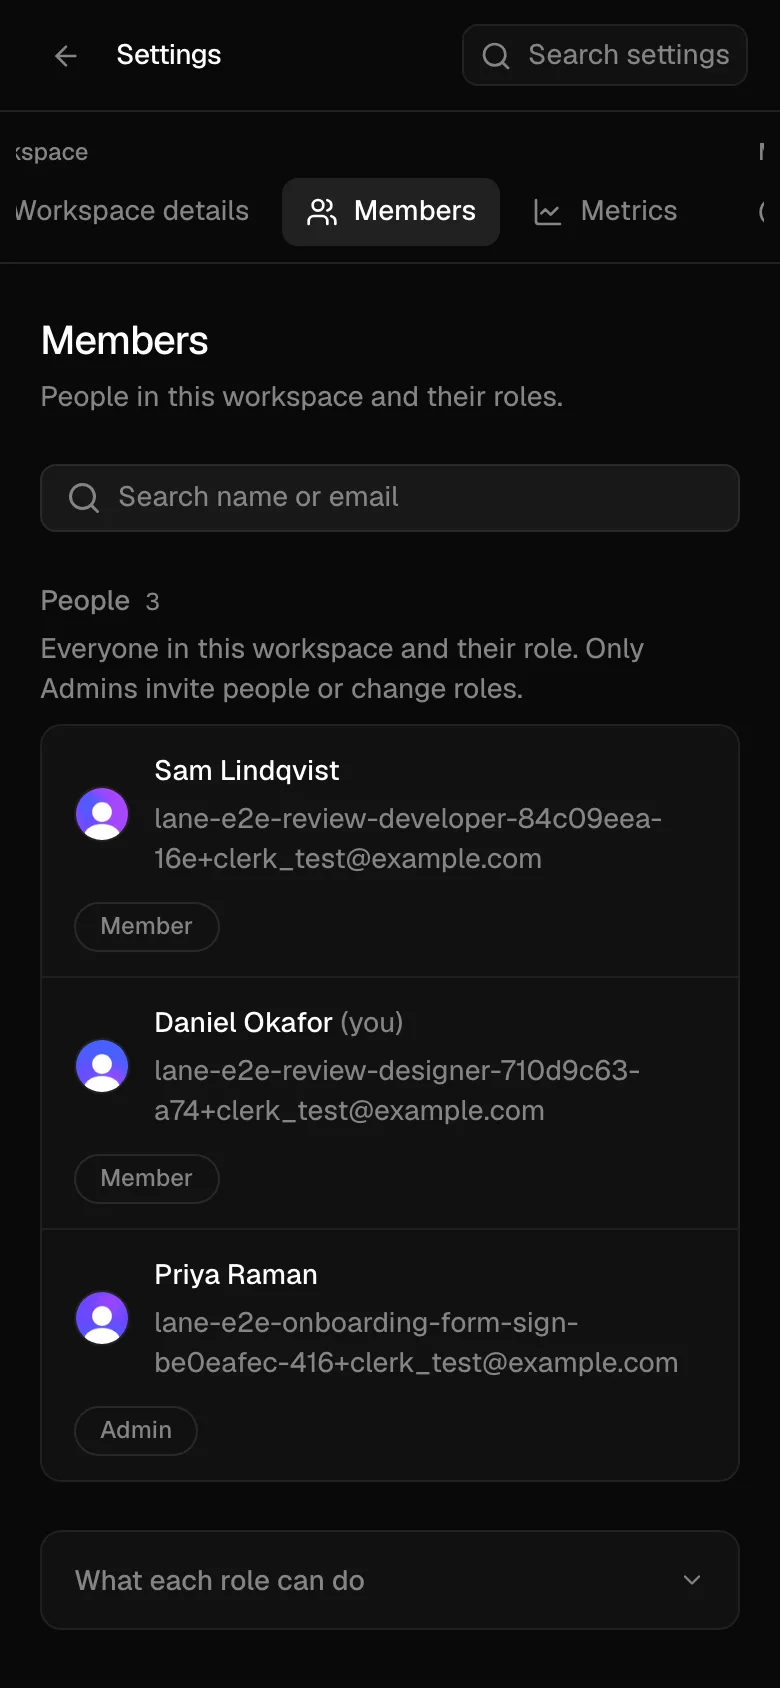 Settings
Search settings
kspace
Workspace details
Members
Metrics
Members
People in this workspace and their roles.
Search name or email
People 3
Everyone in this workspace and their role. Only
Admins invite people or change roles.
Sam Lindqvist
lane-e2e-review-developer-84c09eea-
16e+clerk_test@example.com
Member
Daniel Okafor (you)
lane-e2e-review-designer-710d9c63-
a74+clerk_test@example.com
Member
Priya Raman
lane-e2e-onboarding-form-sign-
be0eafec-416+clerk_test@example.com
Admin
What each role can do